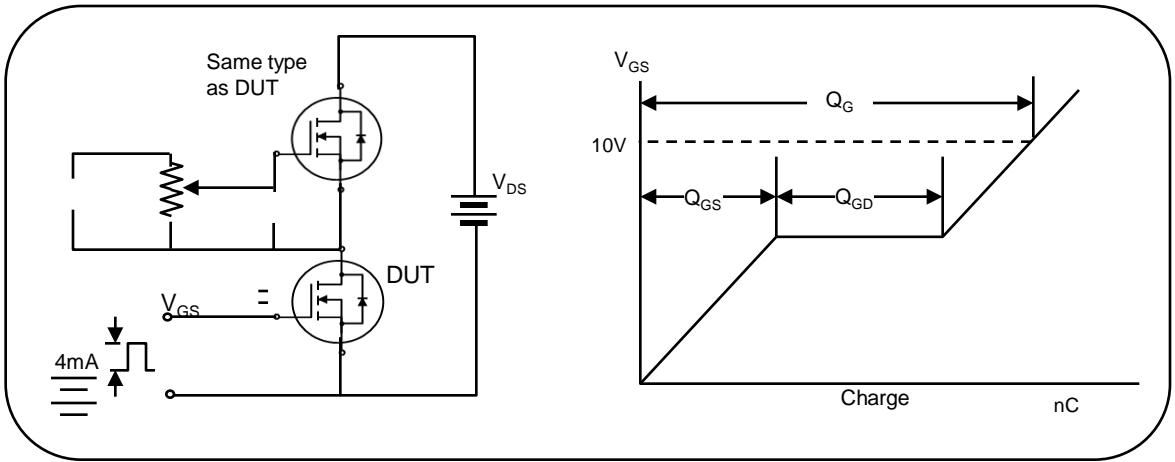 Same type
as DUT
V_DS
DUT
V_GS
4mA
V_GS
Q_G
10V
Q_GS
Q_GD
Charge
nC